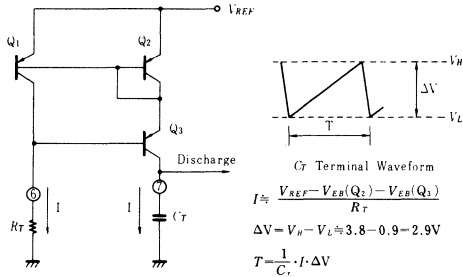 V_REF
Q₁
Q₂
Q₃
Discharge
⑥
⑦
I
I
R_T
C_T
V_H
ΔV
V_L
T
C_T Terminal Waveform
I≒ V_REF−V_EB(Q₂)−V_EB(Q₃) / R_T
ΔV=V_H−V_L≒3.8−0.9=2.9V
T=1/C_T·I·ΔV